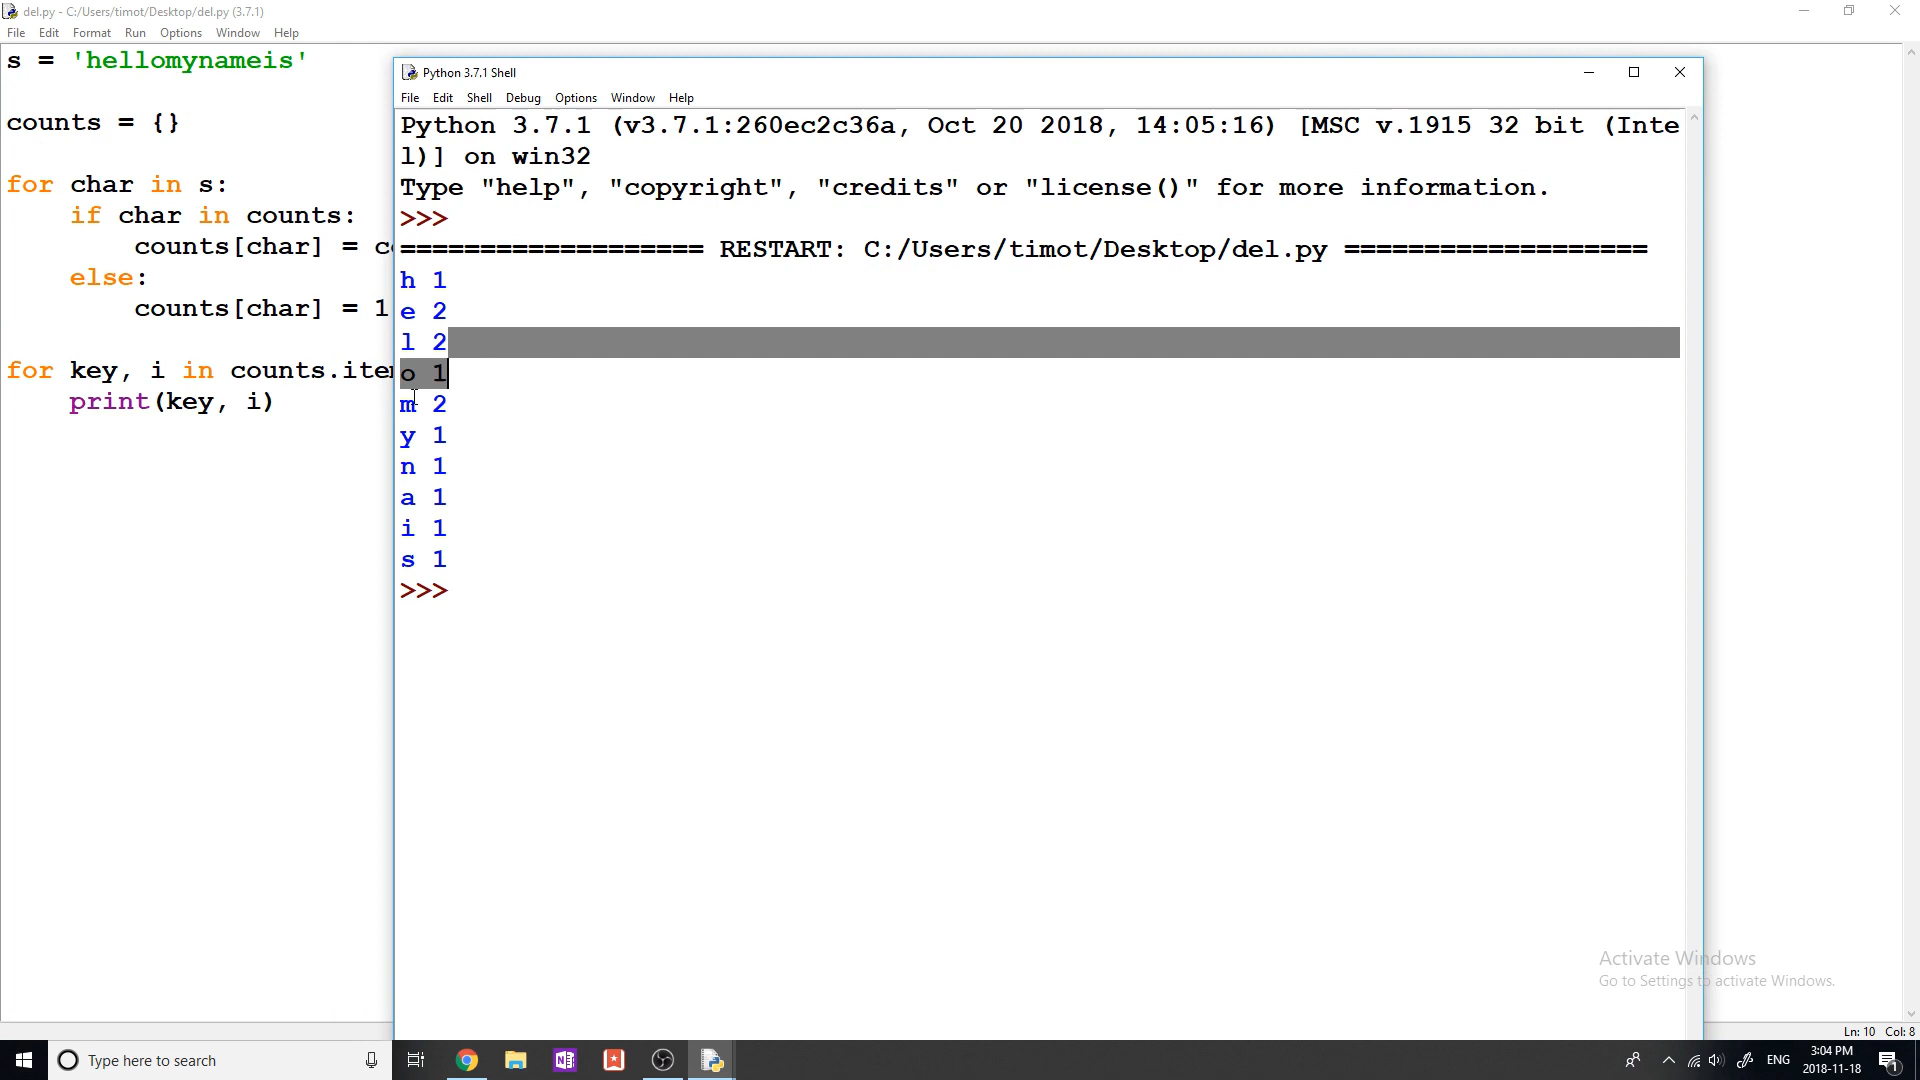 del.py - C:/Users/timot/Desktop/del.py (3.7.1)
File Edit Format Run Options Window Help
s = 'hellomynameis'
counts = {}
for char in s:
if char in counts:
counts[char] =
else:
counts[char] = 1
for key, i in
print(key, i)
Python 3.7.1 Shell
File Edit Shell Debug Options Window Help
Python 3.7.1 (v3.7.1:260ec2c36a, Oct 20 2018, 14:05:16) [MSC v.1915 32 bit (Inte
l)] on win32
Type "help", "copyright", "credits" or "license()" for more information.
>>>
=================== RESTART: C:/Users/timot/Desktop/del.py ===================
h 1
e 2
l 2
o 1
m 2
y 1
n 1
a 1
i 1
s 1
>>>
Activate Windows
Go to Settings to activate Windows.
Ln: 10 Col: 8
Type here to search
ENG
3:04 PM
2018-11-18
1